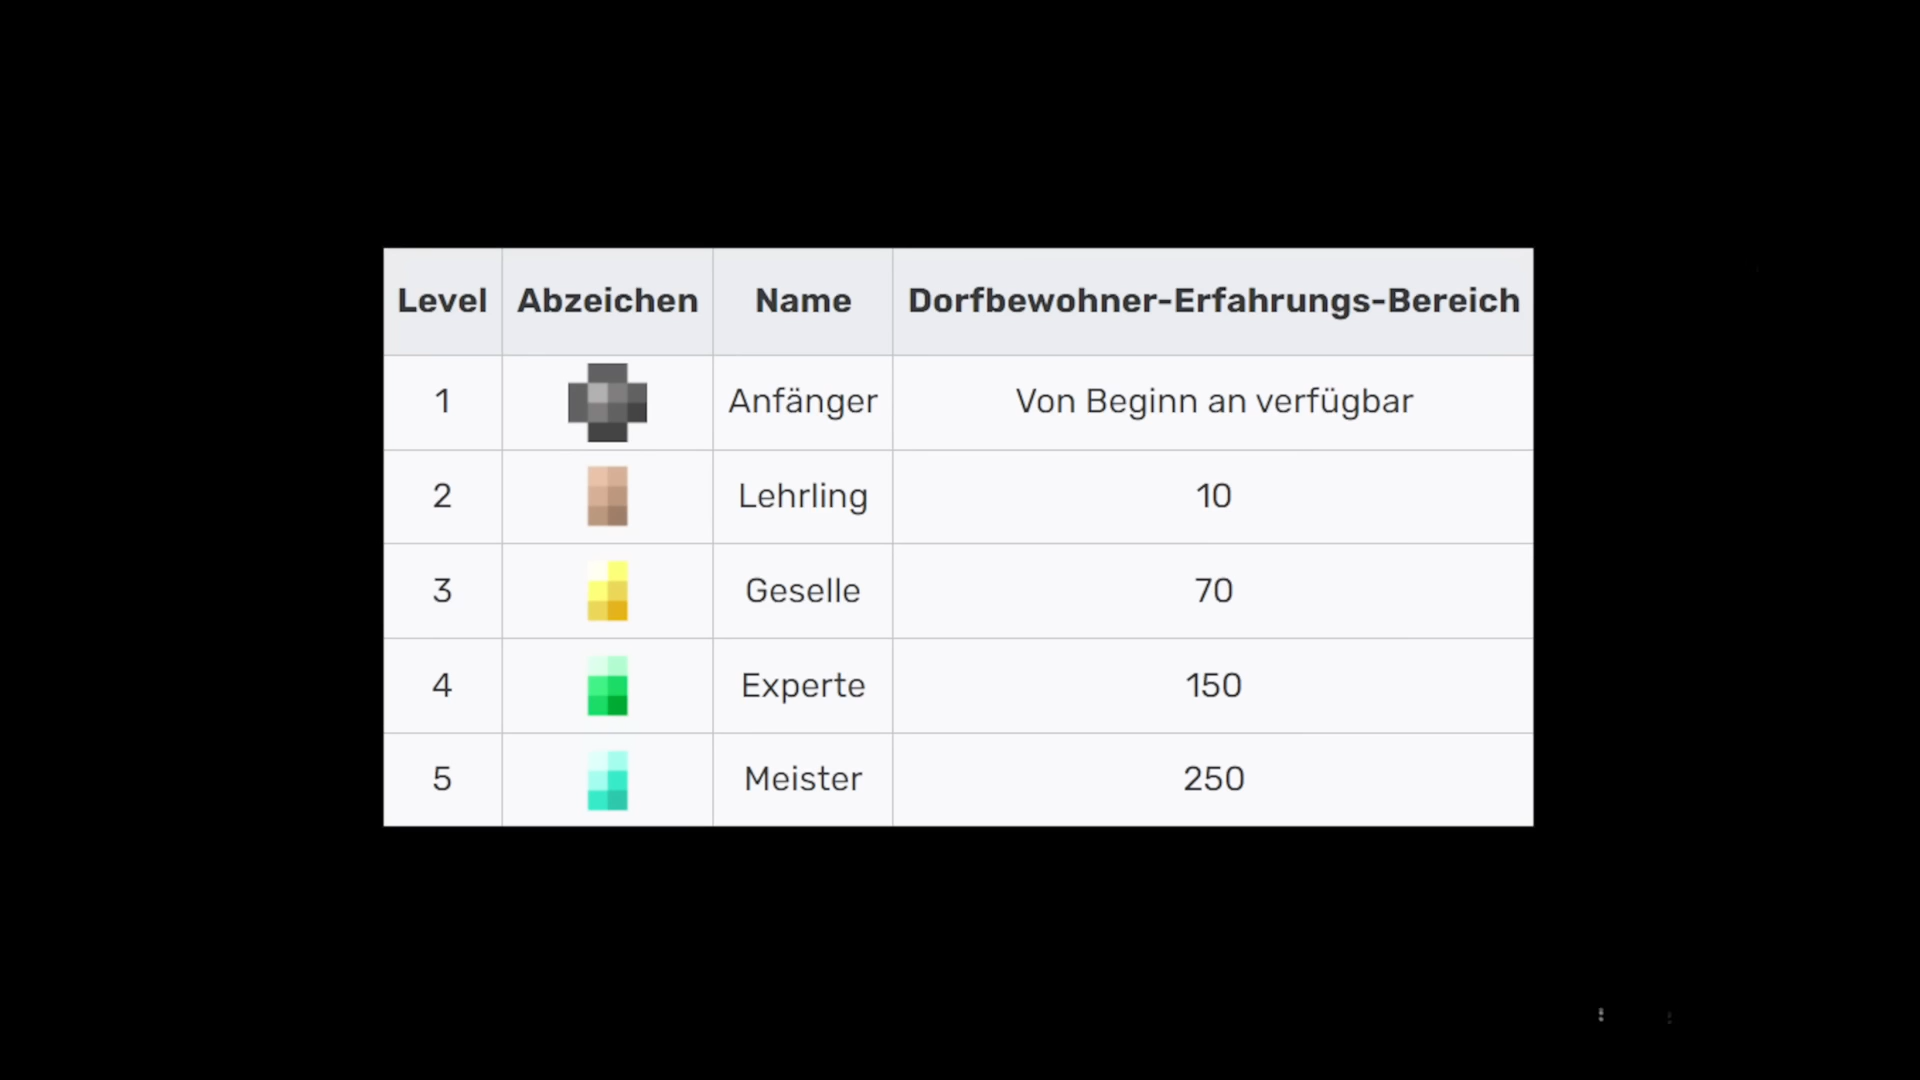 Level Abzeichen Name Dorfbewohner-Erfahrungs-Bereich
1 Anfänger Von Beginn an verfügbar
2 Lehrling 10
3 Geselle 70
4 Experte 150
5 Meister 250